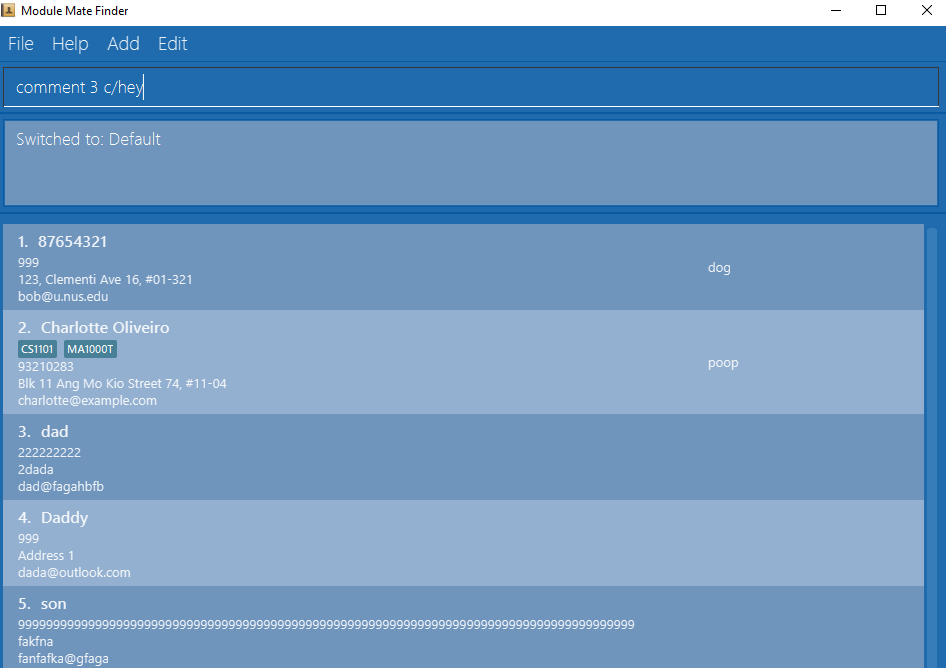 Module Mate Finder
File Help Add Edit
comment 3 c/hey
Switched to: Default
1. 87654321
999
123, Clementi Ave 16, #01-321
bob@u.nus.edu
dog
2. Charlotte Oliveiro
CS1101 MA1000T
93210283
Blk 11 Ang Mo Kio Street 74, #11-04
charlotte@example.com
poop
3. dad
222222222
2dada
dad@fagahbfb
4. Daddy
999
Address 1
dada@outlook.com
5. son
fakfna
fanfafka@gfaga